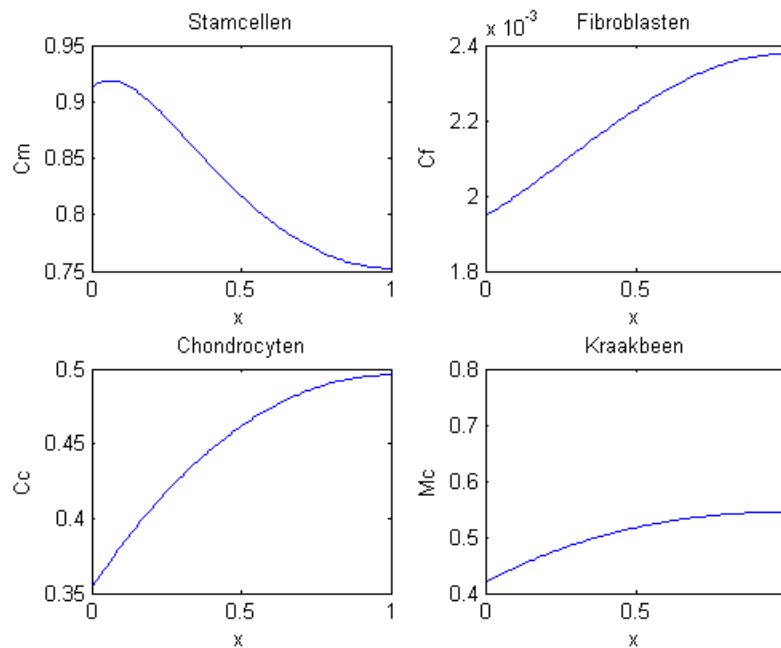 Stamcellen
0.95
0.9
0.85
0.8
0.75
Cm
0
0.5
1
x
x 10^-3
Fibroblasten
2.4
2.2
2
1.8
Cf
0
0.5
x
Chondrocyten
0.5
0.45
0.4
0.35
Cc
0
0.5
1
x
Kraakbeen
0.8
0.7
0.6
0.5
0.4
Mc
0
0.5
x